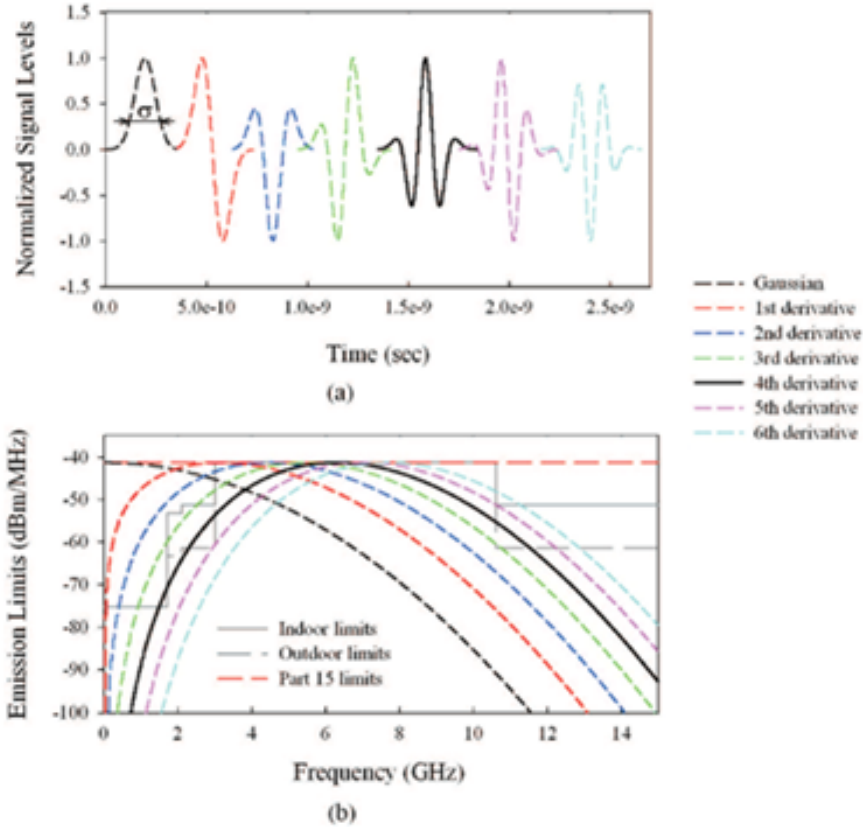 1.5
1.0
0.5
0.0
-0.5
-1.0
-1.5
Normalized Signal Levels
σ
0.0 5.0e-10 1.0e-9 1.5e-9 2.0e-9 2.5e-9
Time (sec)
(a)
Gaussian
1st derivative
2nd derivative
3rd derivative
4th derivative
5th derivative
6th derivative
-40
-50
-60
-70
-80
-90
-100
Emission Limits (dBm/MHz)
Indoor limits
Outdoor limits
Part 15 limits
0 2 4 6 8 10 12 14
Frequency (GHz)
(b)